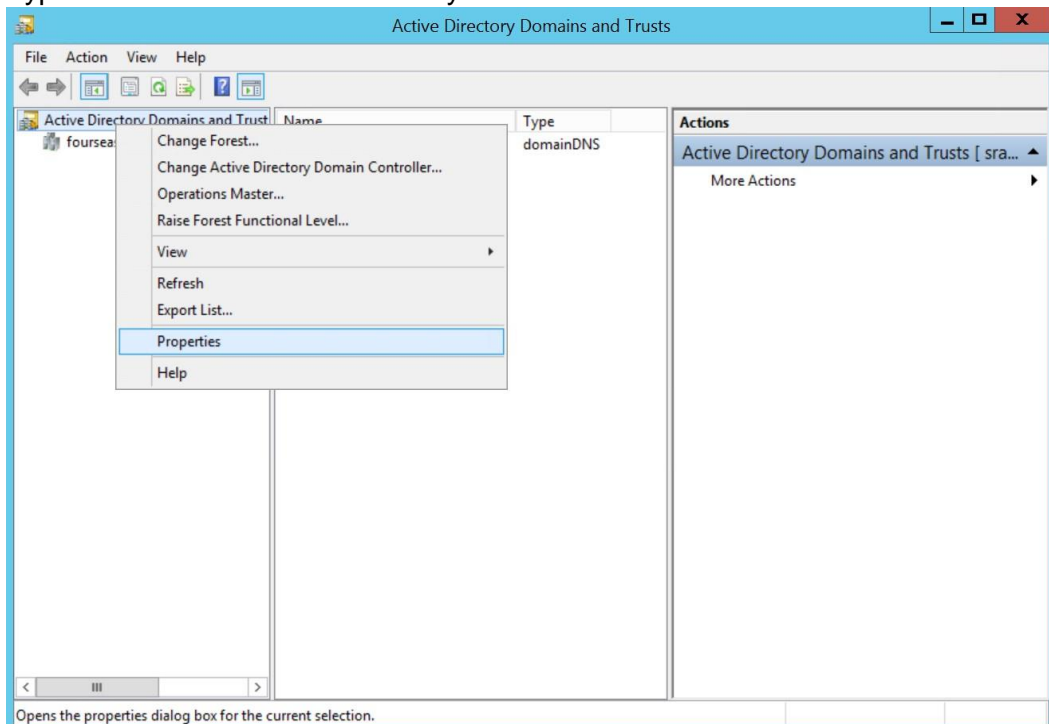 Active Directory Domains and Trusts
File Action View Help
Active Directory Domains and Trust
Name
Type
Actions
foursea
domainDNS
Active Directory Domains and Trusts [ sra...
More Actions
Change Forest...
Change Active Directory Domain Controller...
Operations Master...
Raise Forest Functional Level...
View
Refresh
Export List...
Properties
Help
Opens the properties dialog box for the current selection.